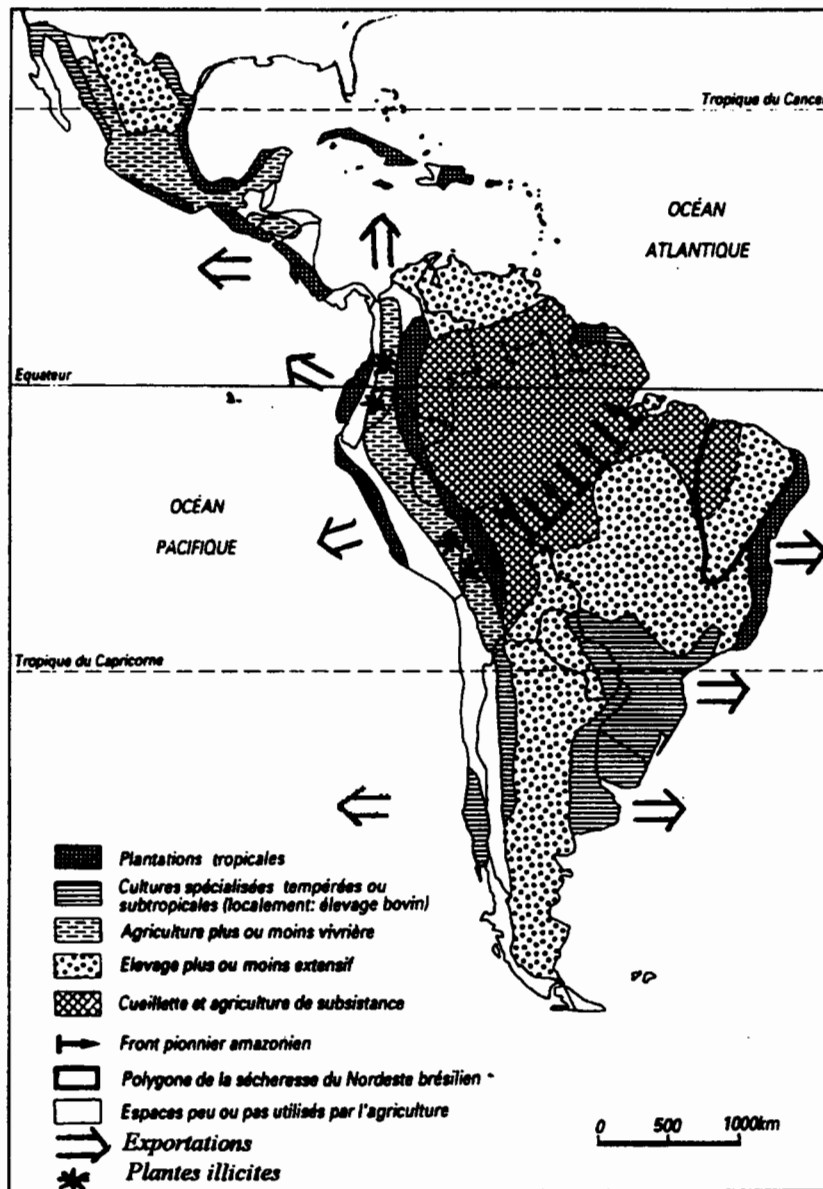 Tropique du Cancer
OCÉAN
ATLANTIQUE
Equateur
OCÉAN
PACIFIQUE
Tropique du Capricorne
Plantations tropicales
Cultures spécialisées tempérées ou
subtropicales (localement: élevage bovin)
Agriculture plus ou moins vivrière
Elevage plus ou moins extensif
Cueillette et agriculture de subsistance
Front pionnier amazonien
Polygone de la sécheresse du Nordeste brésilien
Espaces peu ou pas utilisés par l'agriculture
0 500 1000km
Exportations
Plantes illicites